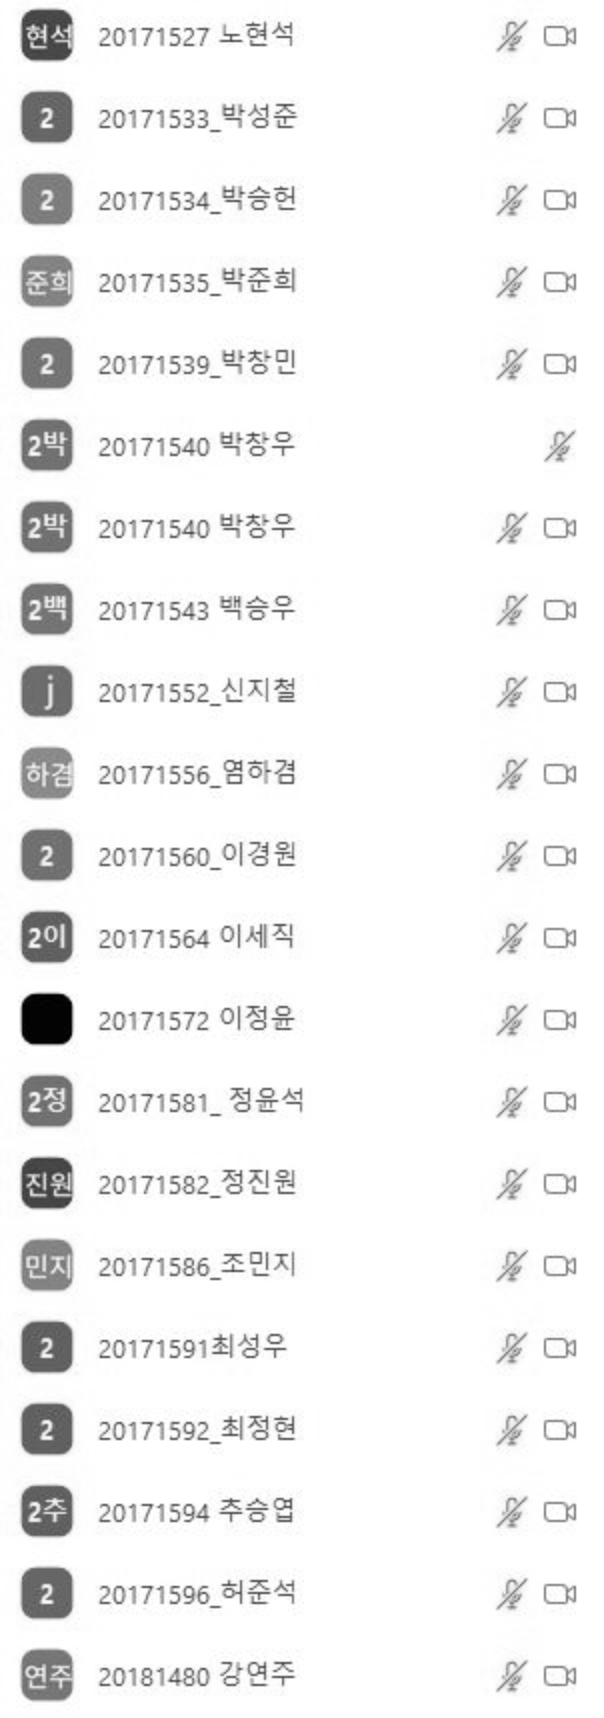 현석 20171527 노현석
2 20171533_박성준
2 20171534_박승헌
준희 20171535_박준희
2 20171539_박창민
2박 20171540 박창우
2박 20171540 박창우
2백 20171543 백승우
j 20171552_신지철
하겸 20171556_염하겸
2 20171560_이경원
2이 20171564 이세직
20171572 이정윤
2정 20171581_ 정윤석
진원 20171582_정진원
민지 20171586_조민지
2 20171591최성우
2 20171592_최정현
2추 20171594 추승엽
2 20171596_허준석
연주 20181480 강연주